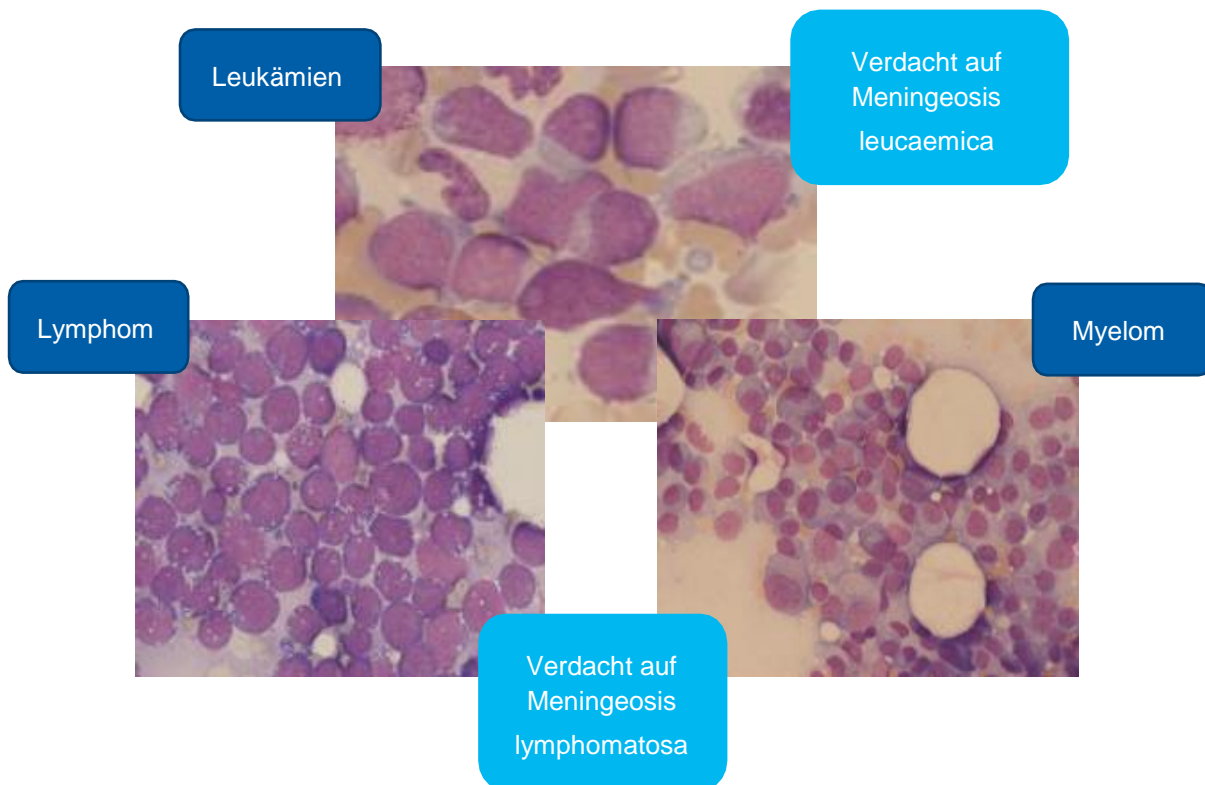 Leukämien
Verdacht auf
Meningeosis
leucaemica
Lymphom
Myelom
Verdacht auf
Meningeosis
lymphomatosa